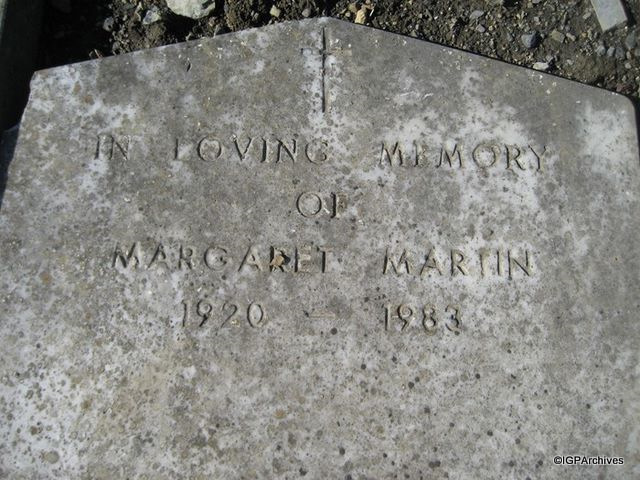 IN LOVING MEMORY
OF
MARGARET MARTIN
1920 — 1983
©IGPArchives